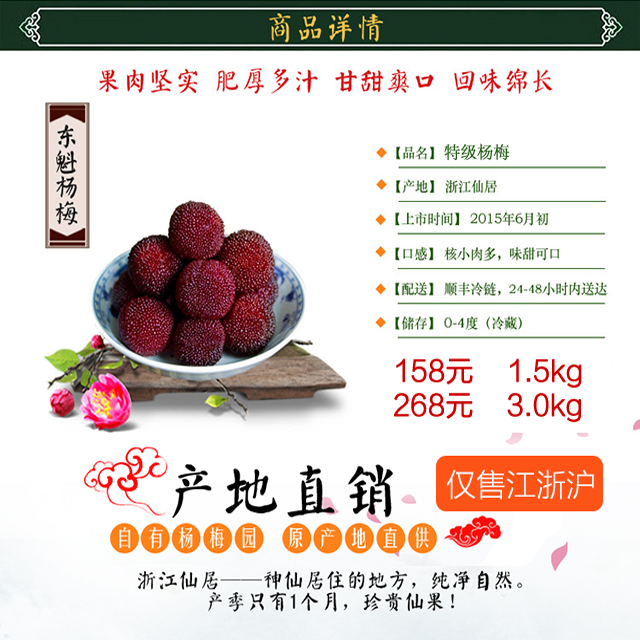 商品详情
果肉坚实 肥厚多汁 甘甜爽口 回味绵长
东魁杨梅
【品名】 特级杨梅
【产地】 浙江仙居
【上市时间】 2015年6月初
【口感】 核小肉多，味甜可口
【配送】 顺丰冷链，24-48小时内送达
【储存】 0-4度（冷藏）
158元 1.5kg
268元 3.0kg
产地直销
仅售江浙沪
自有杨梅园 原产地直供
浙江仙居——神仙居住的地方，纯净自然。
产季只有1个月，珍贵仙果！